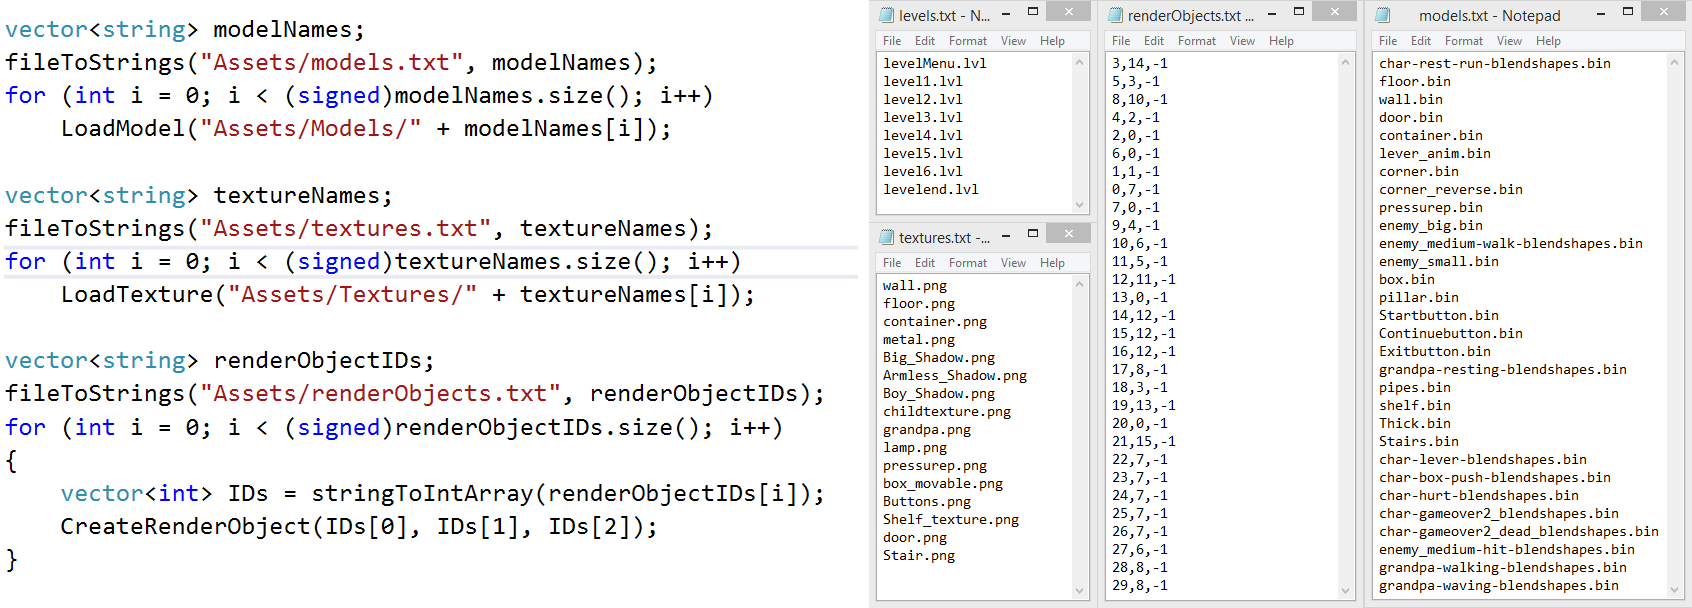 vector<string> modelNames;
fileToStrings("Assets/models.txt", modelNames);
for (int i = 0; i < (signed)modelNames.size(); i++)
LoadModel("Assets/Models/" + modelNames[i]);
vector<string> textureNames;
fileToStrings("Assets/textures.txt", textureNames);
for (int i = 0; i < (signed)textureNames.size(); i++)
LoadTexture("Assets/Textures/" + textureNames[i]);
vector<string> renderObjectIDs;
fileToStrings("Assets/renderObjects.txt", renderObjectIDs);
for (int i = 0; i < (signed)renderObjectIDs.size(); i++)
{
vector<int> IDs = stringToIntArray(renderObjectIDs[i]);
CreateRenderObject(IDs[0], IDs[1], IDs[2]);
}
levels.txt - N...
File Edit Format View Help
levelMenu.lvl
level1.lvl
level2.lvl
level3.lvl
level4.lvl
level5.lvl
level6.lvl
levelend.lvl
textures.txt -...
File Edit Format View Help
wall.png
floor.png
container.png
metal.png
Big_Shadow.png
Armless_Shadow.png
Boy_Shadow.png
childtexture.png
grandpa.png
lamp.png
pressurep.png
box_movable.png
Buttons.png
Shelf_texture.png
door.png
Stair.png
renderObjects.txt ...
File Edit Format View Help
3,14,-1
5,3,-1
8,10,-1
4,2,-1
2,0,-1
6,0,-1
1,1,-1
0,7,-1
7,0,-1
9,4,-1
10,6,-1
11,5,-1
12,11,-1
13,0,-1
14,12,-1
15,12,-1
16,12,-1
17,8,-1
18,3,-1
19,13,-1
20,0,-1
21,15,-1
22,7,-1
23,7,-1
24,7,-1
25,7,-1
26,7,-1
27,6,-1
28,8,-1
29,8,-1
models.txt - Notepad
File Edit Format View Help
char-rest-run-blendshapes.bin
floor.bin
wall.bin
door.bin
container.bin
lever_anim.bin
corner.bin
corner_reverse.bin
pressurep.bin
enemy_big.bin
enemy_medium-walk-blendshapes.bin
enemy_small.bin
box.bin
pillar.bin
Startbutton.bin
Continuebutton.bin
Exitbutton.bin
grandpa-resting-blendshapes.bin
pipes.bin
shelf.bin
Thick.bin
Stairs.bin
char-lever-blendshapes.bin
char-box-push-blendshapes.bin
char-hurt-blendshapes.bin
char-gameover2_blendshapes.bin
char-gameover2_dead_blendshapes.bin
enemy_medium-hit-blendshapes.bin
grandpa-walking-blendshapes.bin
grandpa-waving-blendshapes.bin